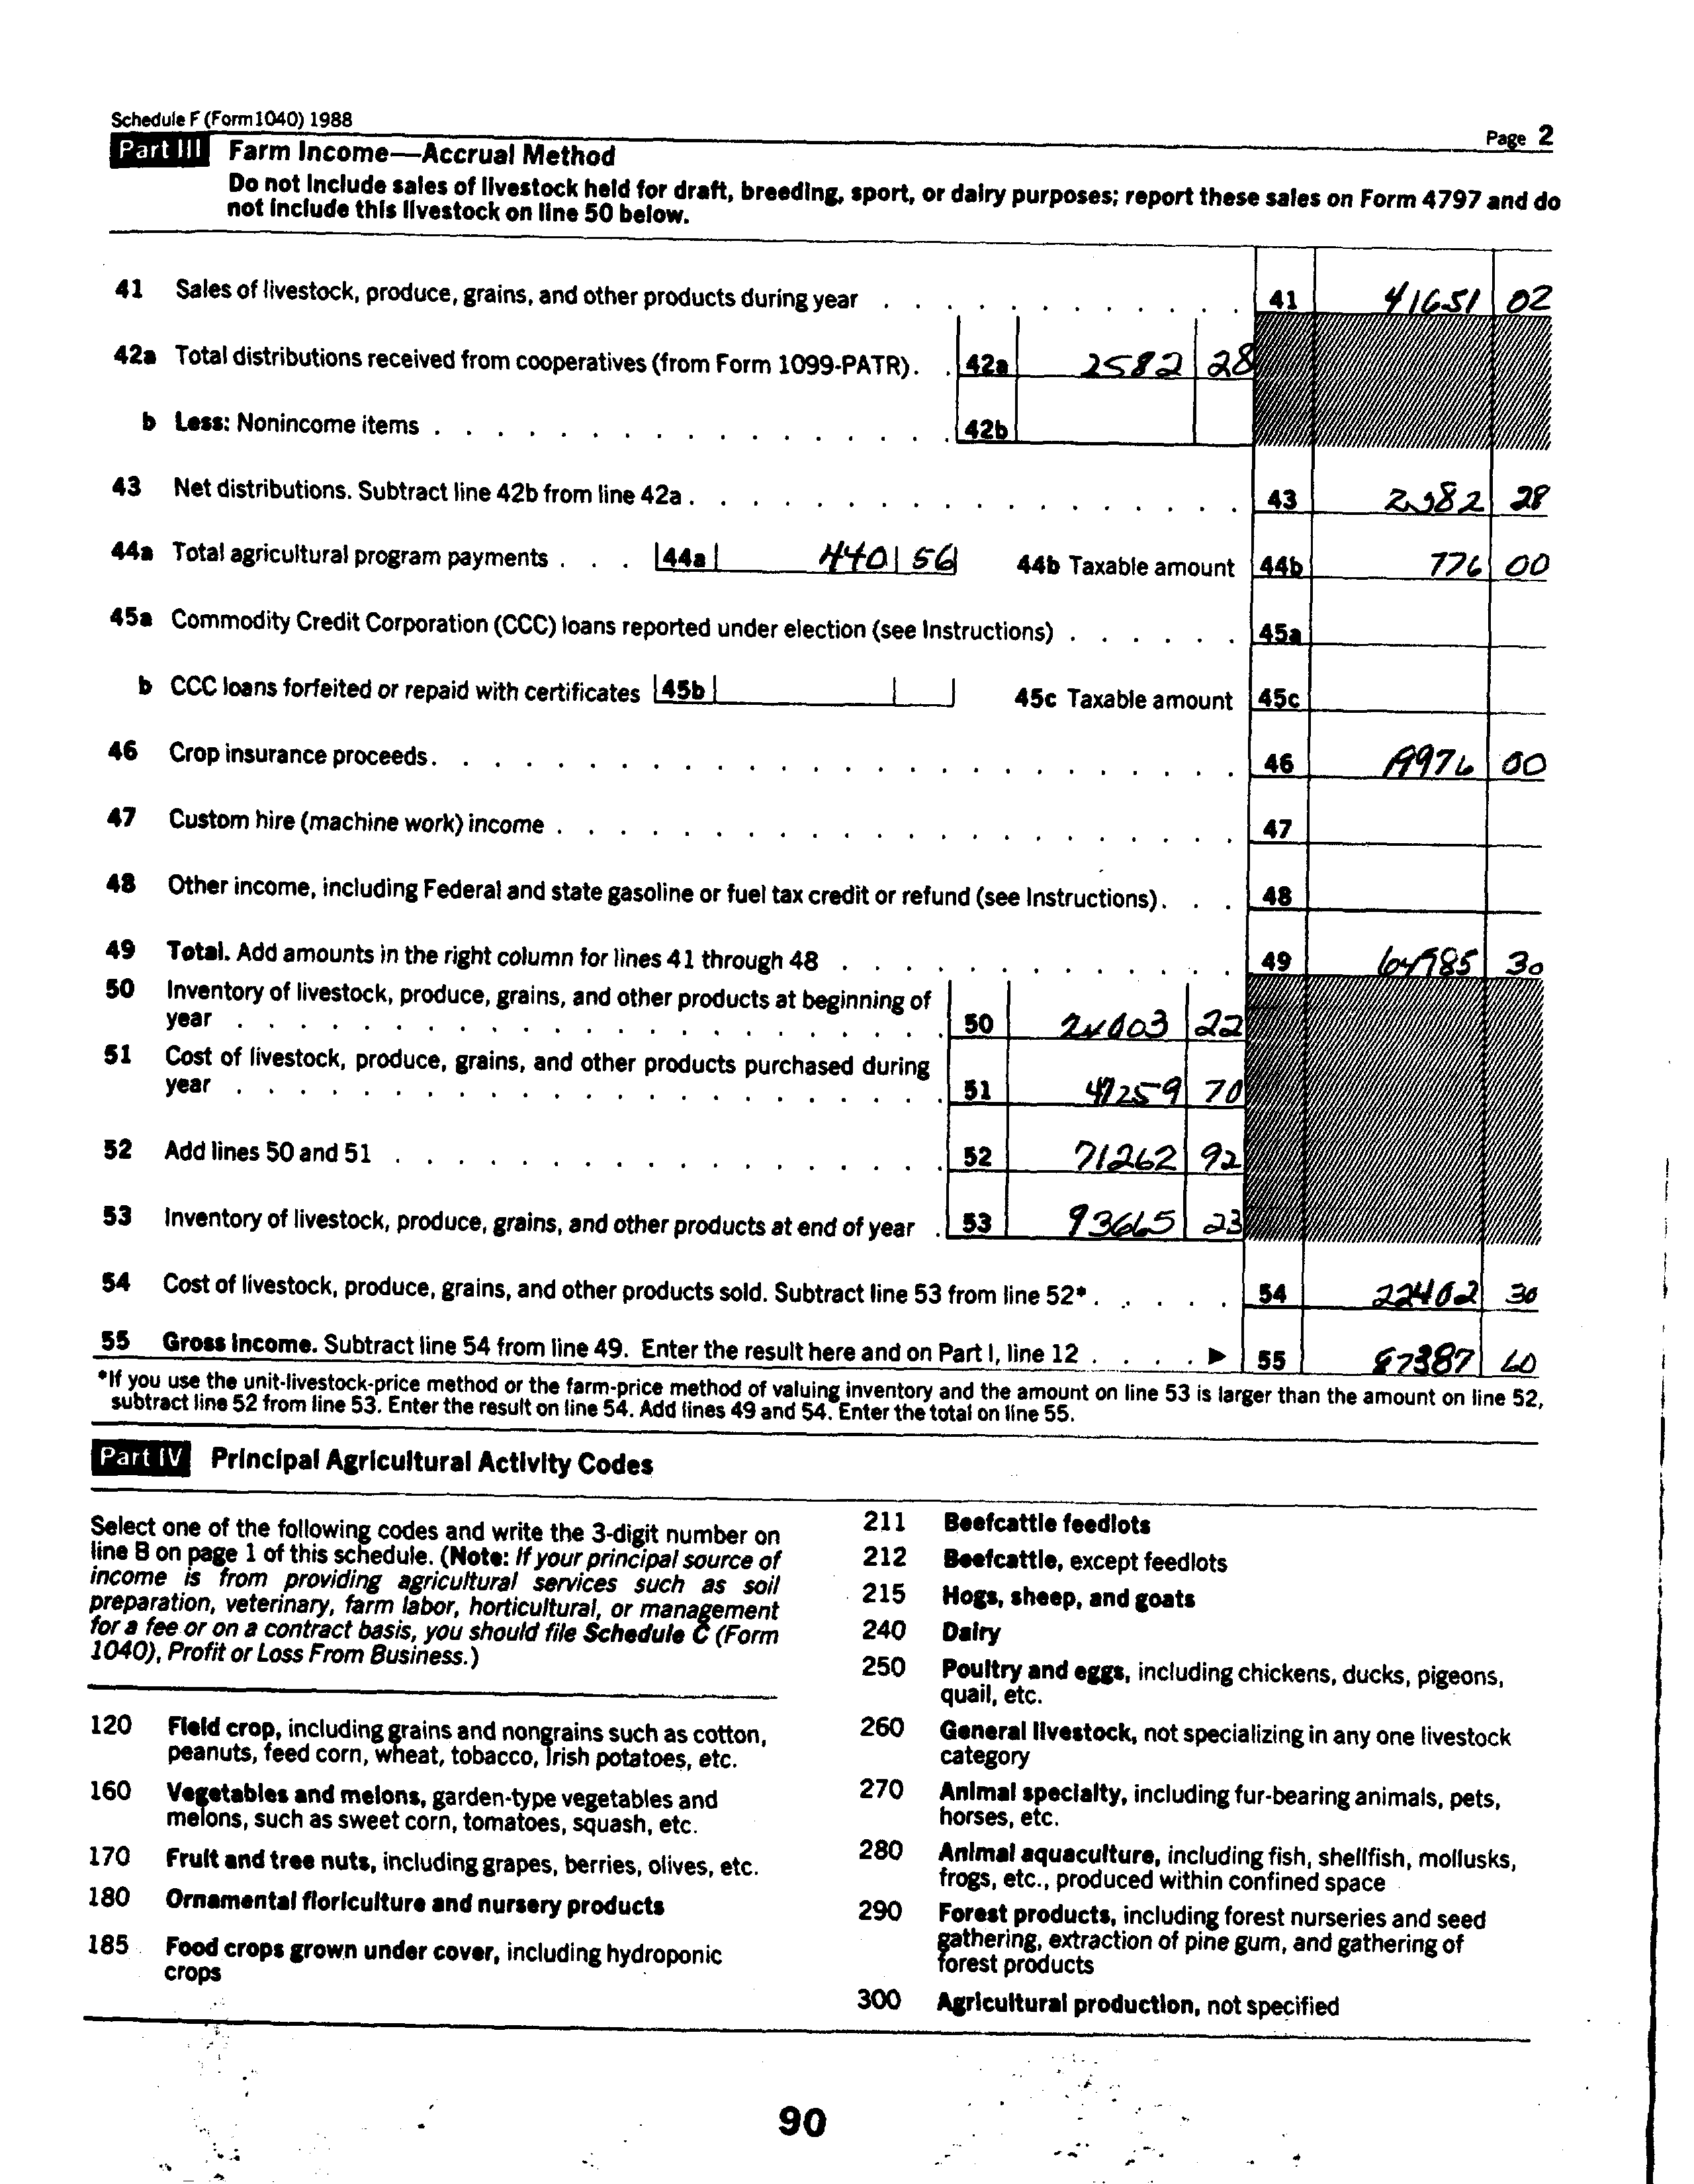 Schedule F (Form 1040) 1988
Page 2
Part III Farm Income—Accrual Method
Do not include sales of livestock held for draft, breeding, sport, or dairy purposes; report these sales on Form 4797 and do
not include this livestock on line 50 below.
41 Sales of livestock, produce, grains, and other products during year 41 41651 02
42a Total distributions received from cooperatives (from Form 1099-PATR). 42a 2582 28
b Less: Nonincome items 42b
43 Net distributions. Subtract line 42b from line 42a. 43 2582 28
44a Total agricultural program payments 44a 440 56 44b Taxable amount 44b 776 00
45a Commodity Credit Corporation (CCC) loans reported under election (see Instructions) 45a
b CCC loans forfeited or repaid with certificates 45b 45c Taxable amount 45c
46 Crop insurance proceeds. 46 00
47 Custom hire (machine work) income 47
48 Other income, including Federal and state gasoline or fuel tax credit or refund (see Instructions). 48
49 Total. Add amounts in the right column for lines 41 through 48 49 64985 30
50 Inventory of livestock, produce, grains, and other products at beginning of
year 50 24003 22
51 Cost of livestock, produce, grains, and other products purchased during
year 51 47259 70
52 Add lines 50 and 51 52 71262 92
53 Inventory of livestock, produce, grains, and other products at end of year 53 93665 23
54 Cost of livestock, produce, grains, and other products sold. Subtract line 53 from line 52* 54 22402 30
55 Gross income. Subtract line 54 from line 49. Enter the result here and on Part I, line 12 ▶ 55 87387 60
*If you use the unit-livestock-price method or the farm-price method of valuing inventory and the amount on line 53 is larger than the amount on line 52,
subtract line 52 from line 53. Enter the result on line 54. Add lines 49 and 54. Enter the total on line 55.
Part IV Principal Agricultural Activity Codes
Select one of the following codes and write the 3-digit number on
line B on page 1 of this schedule. (Note: If your principal source of
income is from providing agricultural services such as soil
preparation, veterinary, farm labor, horticultural, or management
for a fee or on a contract basis, you should file Schedule C (Form
1040), Profit or Loss From Business.)
120 Field crop, including grains and nongrains such as cotton,
peanuts, feed corn, wheat, tobacco, Irish potatoes, etc.
160 Vegetables and melons, garden-type vegetables and
melons, such as sweet corn, tomatoes, squash, etc.
170 Fruit and tree nuts, including grapes, berries, olives, etc.
180 Ornamental floriculture and nursery products
185 Food crops grown under cover, including hydroponic
crops
211 Beefcattle feedlots
212 Beefcattle, except feedlots
215 Hogs, sheep, and goats
240 Dairy
250 Poultry and eggs, including chickens, ducks, pigeons,
quail, etc.
260 General livestock, not specializing in any one livestock
category
270 Animal specialty, including fur-bearing animals, pets,
horses, etc.
280 Animal aquaculture, including fish, shellfish, mollusks,
frogs, etc., produced within confined space
290 Forest products, including forest nurseries and seed
gathering, extraction of pine gum, and gathering of
forest products
300 Agricultural production, not specified
90